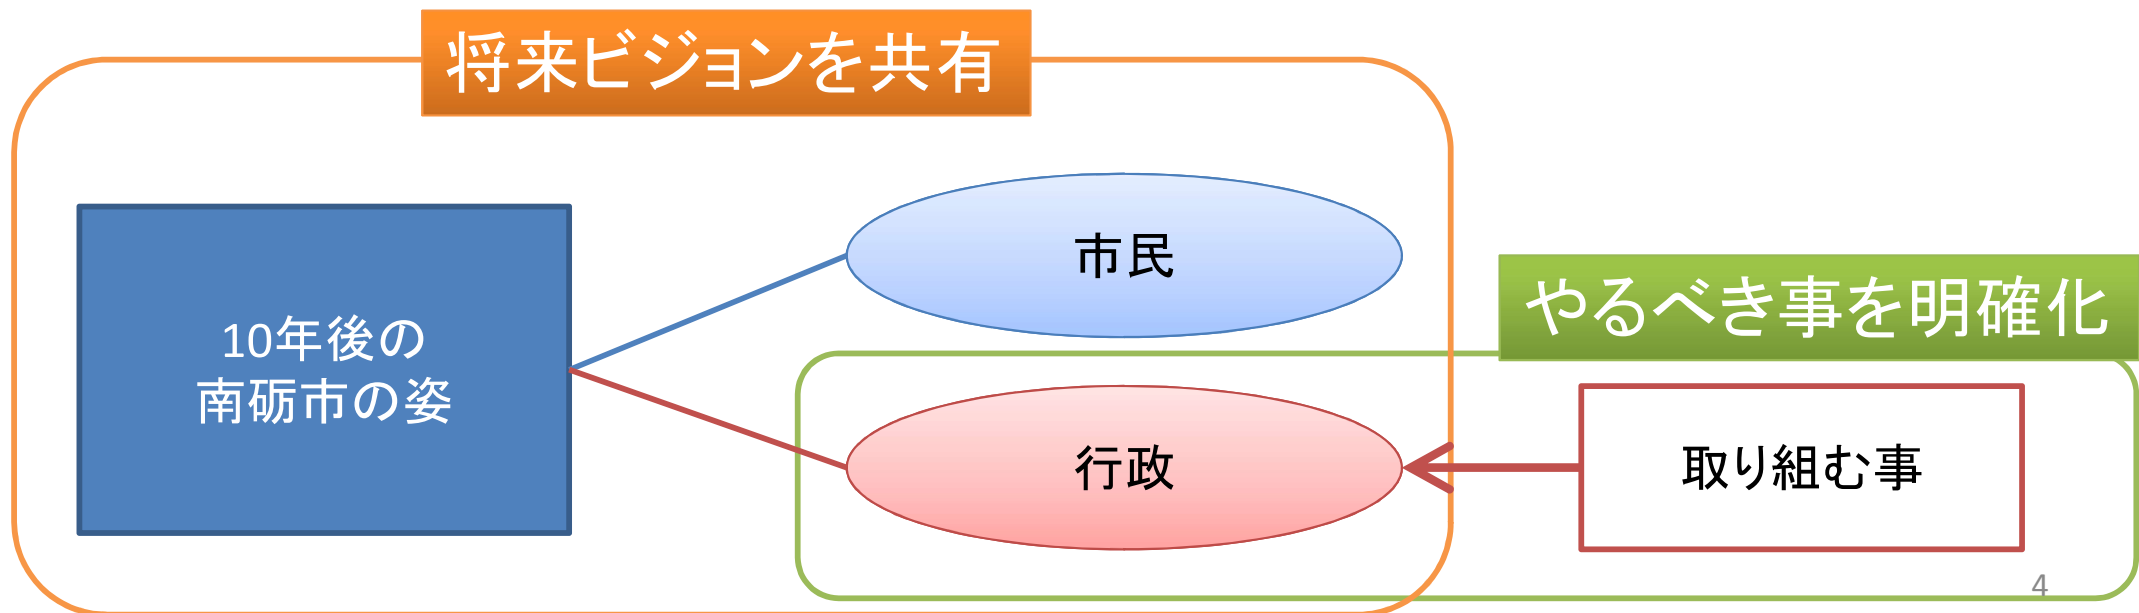 将来ビジョンを共有
市民
やるべき事を明確化
10年後の
南砺市の姿
行政
取り組む事
4